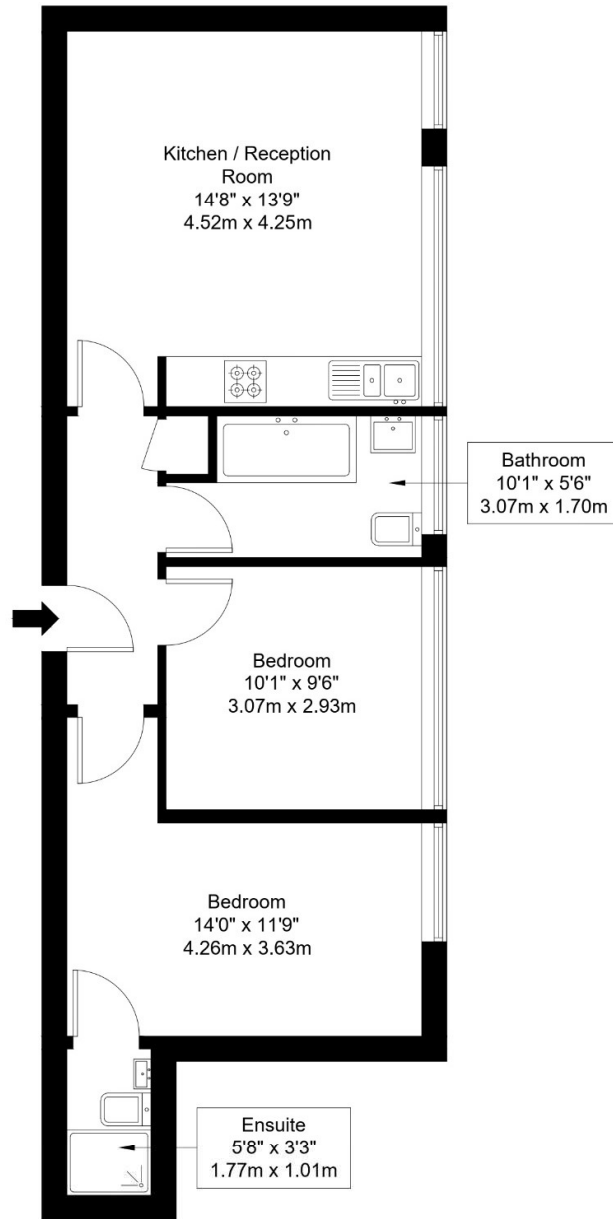 Kitchen / Reception
Room
14'8" x 13'9"
4.52m x 4.25m
Bathroom
10'1" x 5'6"
3.07m x 1.70m
Bedroom
10'1" x 9'6"
3.07m x 2.93m
Bedroom
14'0" x 11'9"
4.26m x 3.63m
Ensuite
5'8" x 3'3"
1.77m x 1.01m